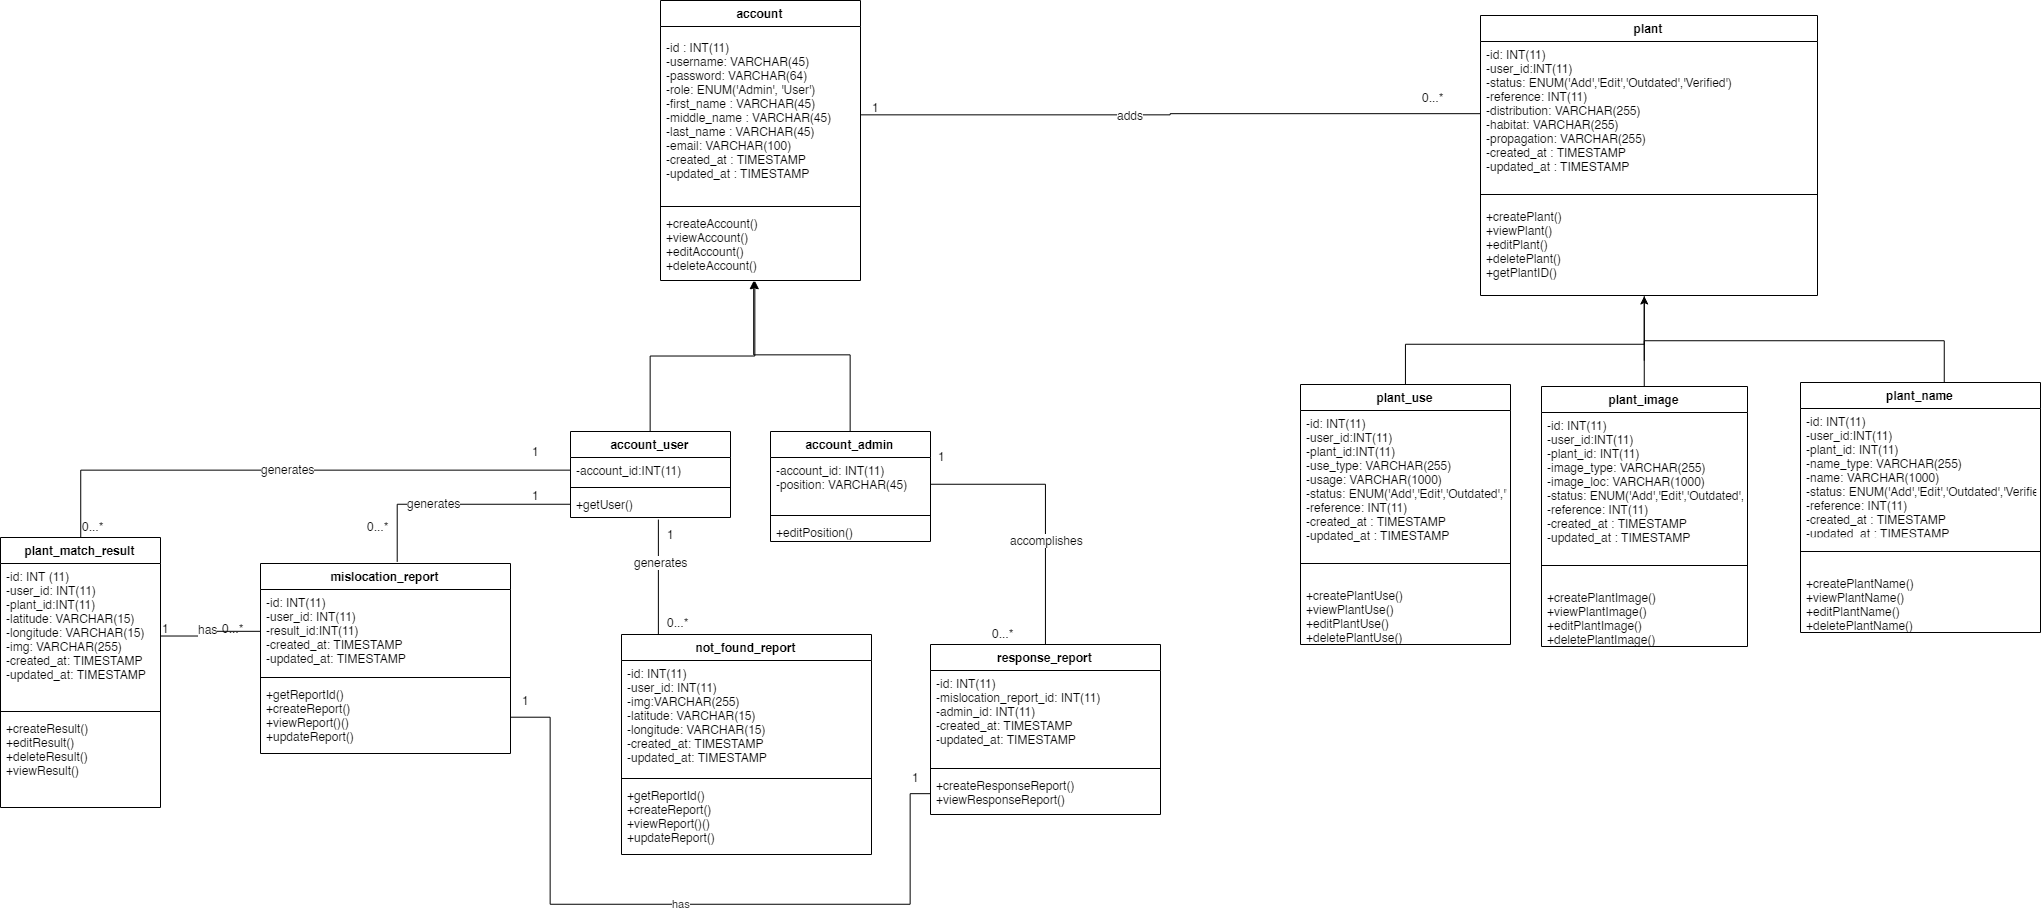 account
-id : INT(11)
-username: VARCHAR(45)
-password: VARCHAR(64)
-role: ENUM('Admin', 'User')
-first_name : VARCHAR(45)
-middle_name : VARCHAR(45)
-last_name : VARCHAR(45)
-email: VARCHAR(100)
-created_at : TIMESTAMP
-updated_at : TIMESTAMP
+createAccount()
+viewAccount()
+editAccount()
+deleteAccount()
1
adds
0...*
plant
-id: INT(11)
-user_id:INT(11)
-status: ENUM('Add','Edit','Outdated','Verified')
-reference: INT(11)
-distribution: VARCHAR(255)
-habitat: VARCHAR(255)
-propagation: VARCHAR(255)
-created_at : TIMESTAMP
-updated_at : TIMESTAMP
+createPlant()
+viewPlant()
+editPlant()
+deletePlant()
+getPlantID()
account_user
-account_id:INT(11)
+getUser()
account_admin
-account_id: INT(11)
-position: VARCHAR(45)
+editPosition()
plant_use
-id: INT(11)
-user_id:INT(11)
-plant_id:INT(11)
-use_type: VARCHAR(255)
-usage: VARCHAR(1000)
-status: ENUM('Add','Edit','Outdated','
-reference: INT(11)
-created_at : TIMESTAMP
-updated_at : TIMESTAMP
+createPlantUse()
+viewPlantUse()
+editPlantUse()
+deletePlantUse()
plant_image
-id: INT(11)
-user_id:INT(11)
-plant_id: INT(11)
-image_type: VARCHAR(255)
-image_loc: VARCHAR(1000)
-status: ENUM('Add','Edit','Outdated',
-reference: INT(11)
-created_at : TIMESTAMP
-updated_at : TIMESTAMP
+createPlantImage()
+viewPlantImage()
+editPlantImage()
+deletePlantImage()
plant_name
-id: INT(11)
-user_id:INT(11)
-plant_id: INT(11)
-name_type: VARCHAR(255)
-name: VARCHAR(1000)
-status: ENUM('Add','Edit','Outdated','Verifie
-reference: INT(11)
-created_at : TIMESTAMP
-updated_at : TIMESTAMP
+createPlantName()
+viewPlantName()
+editPlantName()
+deletePlantName()
1
generates
0...*
1
generates
0...*
1
generates
0...*
1
accomplishes
0...*
plant_match_result
-id: INT (11)
-user_id: INT(11)
-plant_id:INT(11)
-latitude: VARCHAR(15)
-longitude: VARCHAR(15)
-img: VARCHAR(255)
-created_at: TIMESTAMP
-updated_at: TIMESTAMP
+createResult()
+editResult()
+deleteResult()
+viewResult()
1
has
0...*
mislocation_report
-id: INT(11)
-user_id: INT(11)
-result_id:INT(11)
-created_at: TIMESTAMP
-updated_at: TIMESTAMP
+getReportId()
+createReport()
+viewReport()()
+updateReport()
not_found_report
-id: INT(11)
-user_id: INT(11)
-img:VARCHAR(255)
-latitude: VARCHAR(15)
-longitude: VARCHAR(15)
-created_at: TIMESTAMP
-updated_at: TIMESTAMP
+getReportId()
+createReport()
+viewReport()()
+updateReport()
response_report
-id: INT(11)
-mislocation_report_id: INT(11)
-admin_id: INT(11)
-created_at: TIMESTAMP
-updated_at: TIMESTAMP
+createResponseReport()
+viewResponseReport()
1
has
1